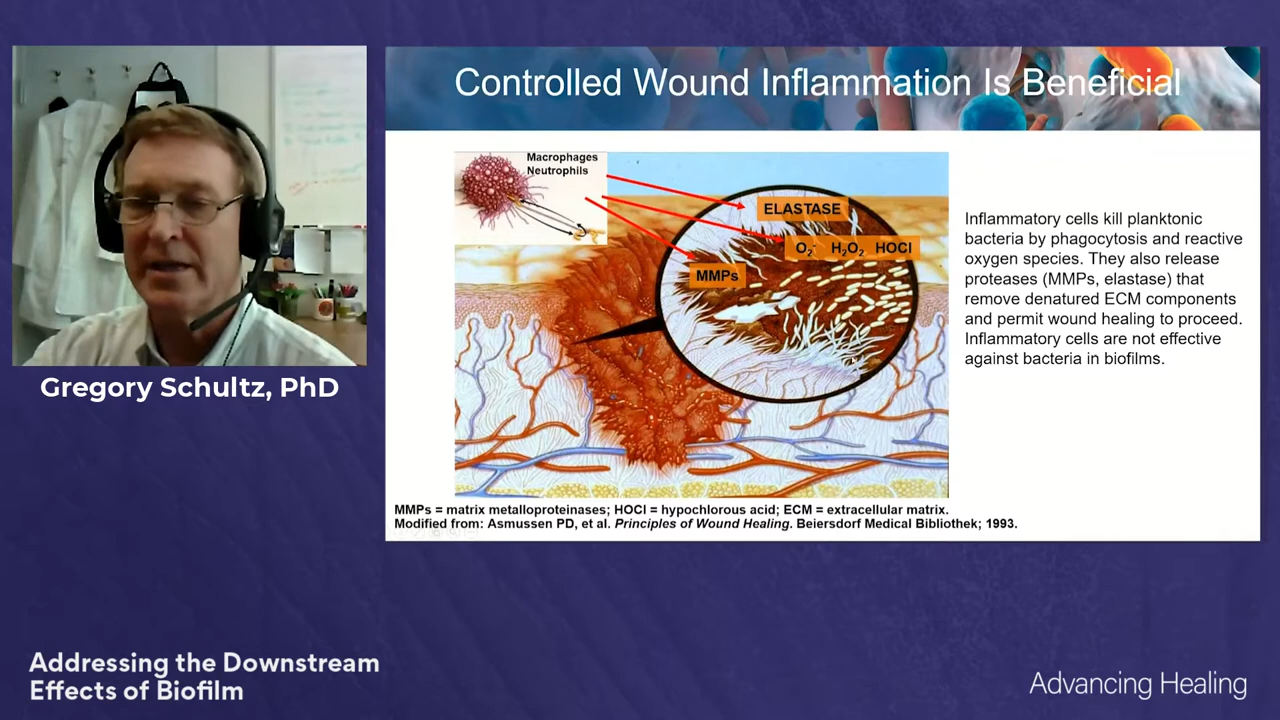 Controlled Wound Inflammation Is Beneficial
Macrophages
Neutrophils
ELASTASE
O₂⁻ H₂O₂ HOCl
MMPs
Inflammatory cells kill planktonic
bacteria by phagocytosis and reactive
oxygen species. They also release
proteases (MMPs, elastase) that
remove denatured ECM components
and permit wound healing to proceed.
Inflammatory cells are not effective
against bacteria in biofilms.
MMPs = matrix metalloproteinases; HOCl = hypochlorous acid; ECM = extracellular matrix.
Modified from: Asmussen PD, et al. Principles of Wound Healing. Beiersdorf Medical Bibliothek; 1993.
Gregory Schultz, PhD
Addressing the Downstream
Effects of Biofilm
Advancing Healing